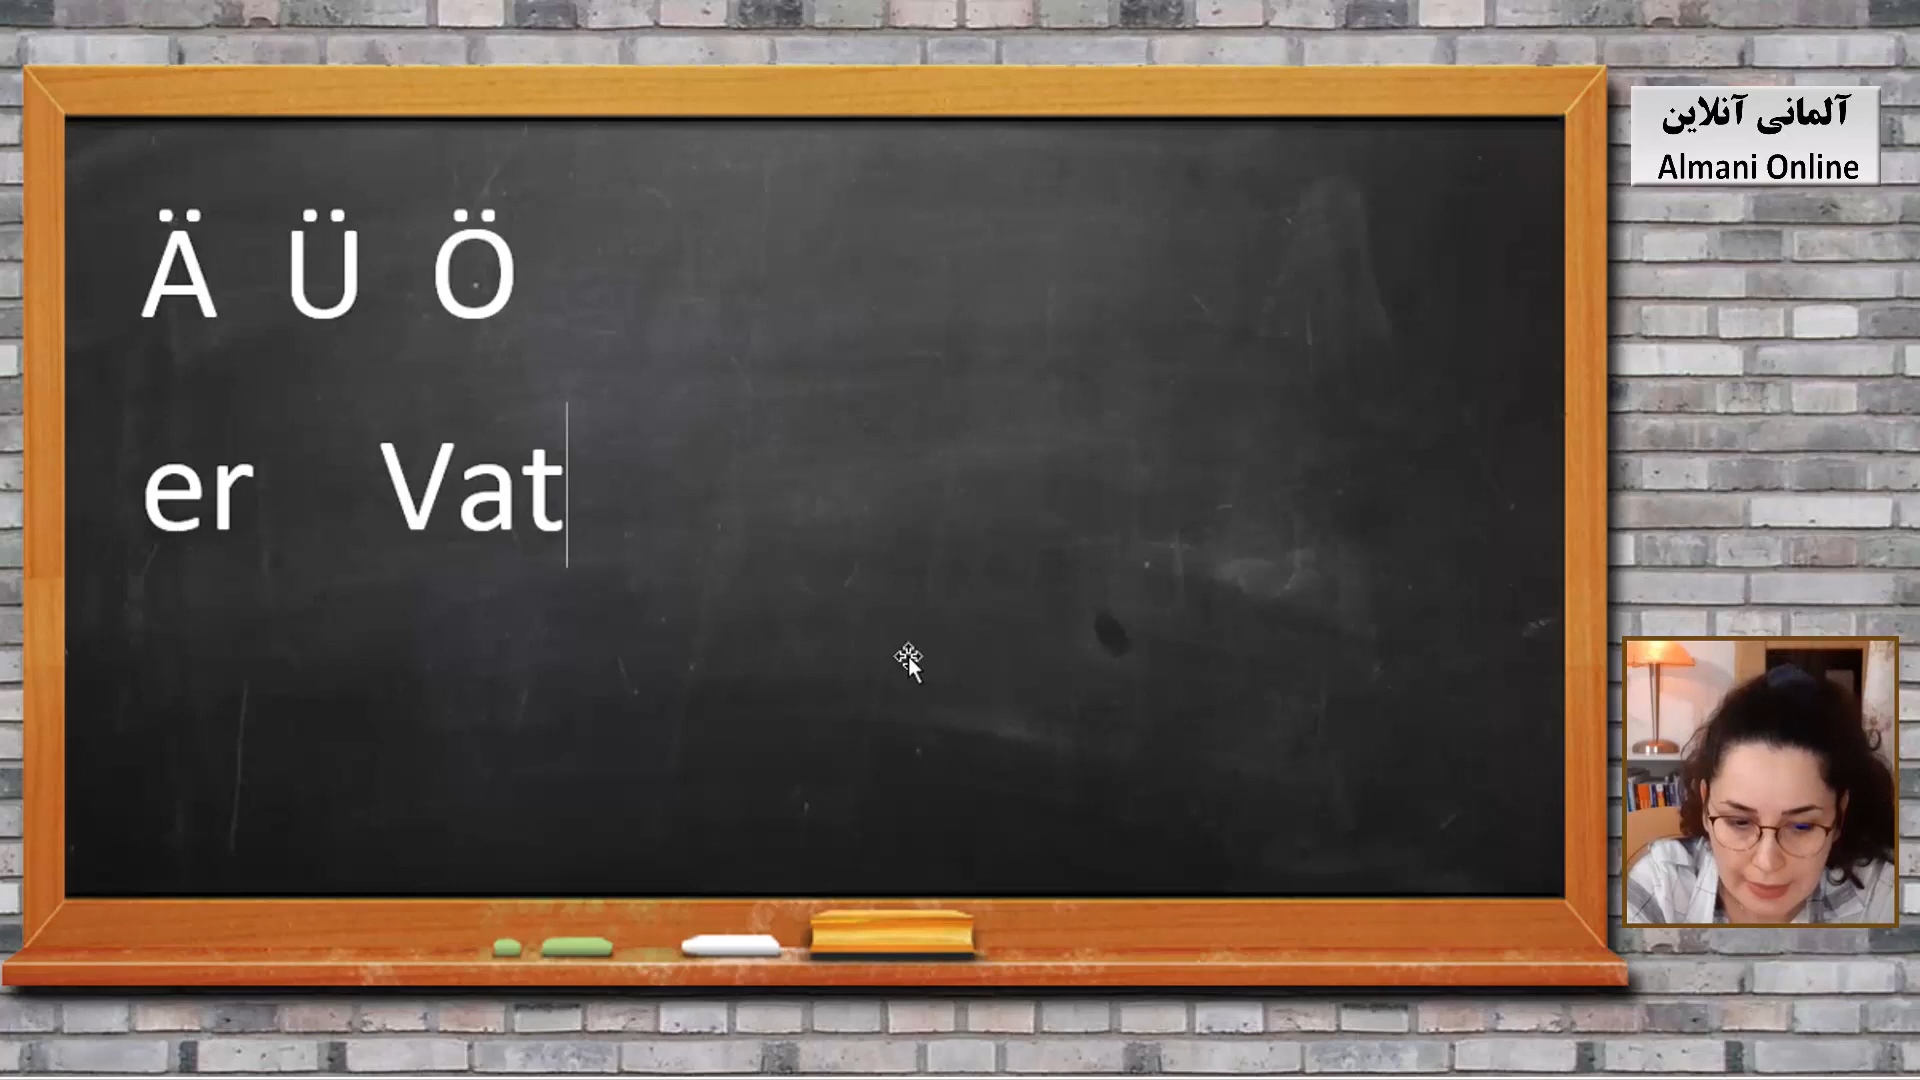 آلمانی آنلاین
Almani Online
Ä Ü Ö
er Vat